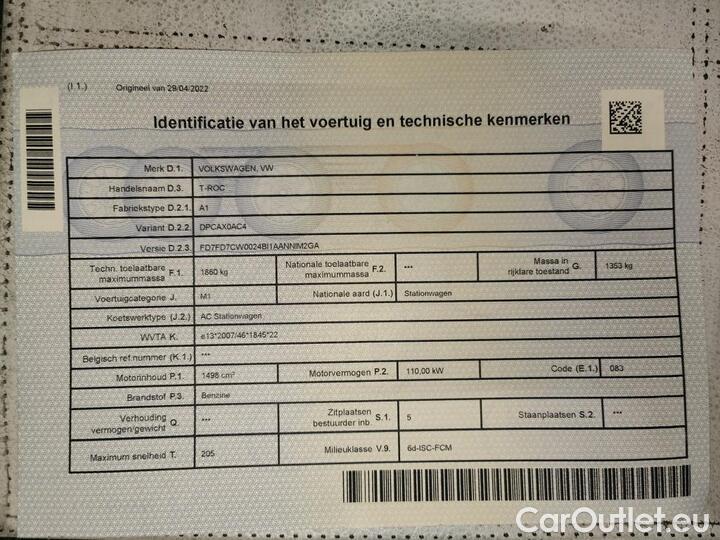 (I 1.) Origineel van 29/04/2022
Identificatie van het voertuig en technische kenmerken
Merk D.1. VOLKSWAGEN, VW
Handelsnaam D.3. T-ROC
Fabriekstype D.2.1. A1
Variant D.2.2. DPCAX0AC4
Versie D.2.3. FD7FD7CW0024BI1AANNIM2GA
Techn. toelaatbare maximummassa F.1. 1860 kg Nationale toelaatbare maximummassa F.2. *** Massa in rijklare toestand G. 1353 kg
Voertuigcategorie J. M1 Nationale aard (J.1.) Stationwagen
Koetswerktype (J.2.) AC Stationwagen
WVTA K. e13*2007/46*1845*22
Belgisch ref.nummer (K.1.) ***
Motorinhoud P.1. 1498 cm³ Motorvermogen P.2. 110,00 kW Code (E.1.) 083
Brandstof P.3. Benzine
Verhouding vermogen/gewicht Q. *** Zitplaatsen bestuurder inb. S.1. 5 Staanplaatsen S.2. ***
Maximum snelheid T. 205 Milieuklasse V.9. 6d-ISC-FCM
CarOutlet.eu